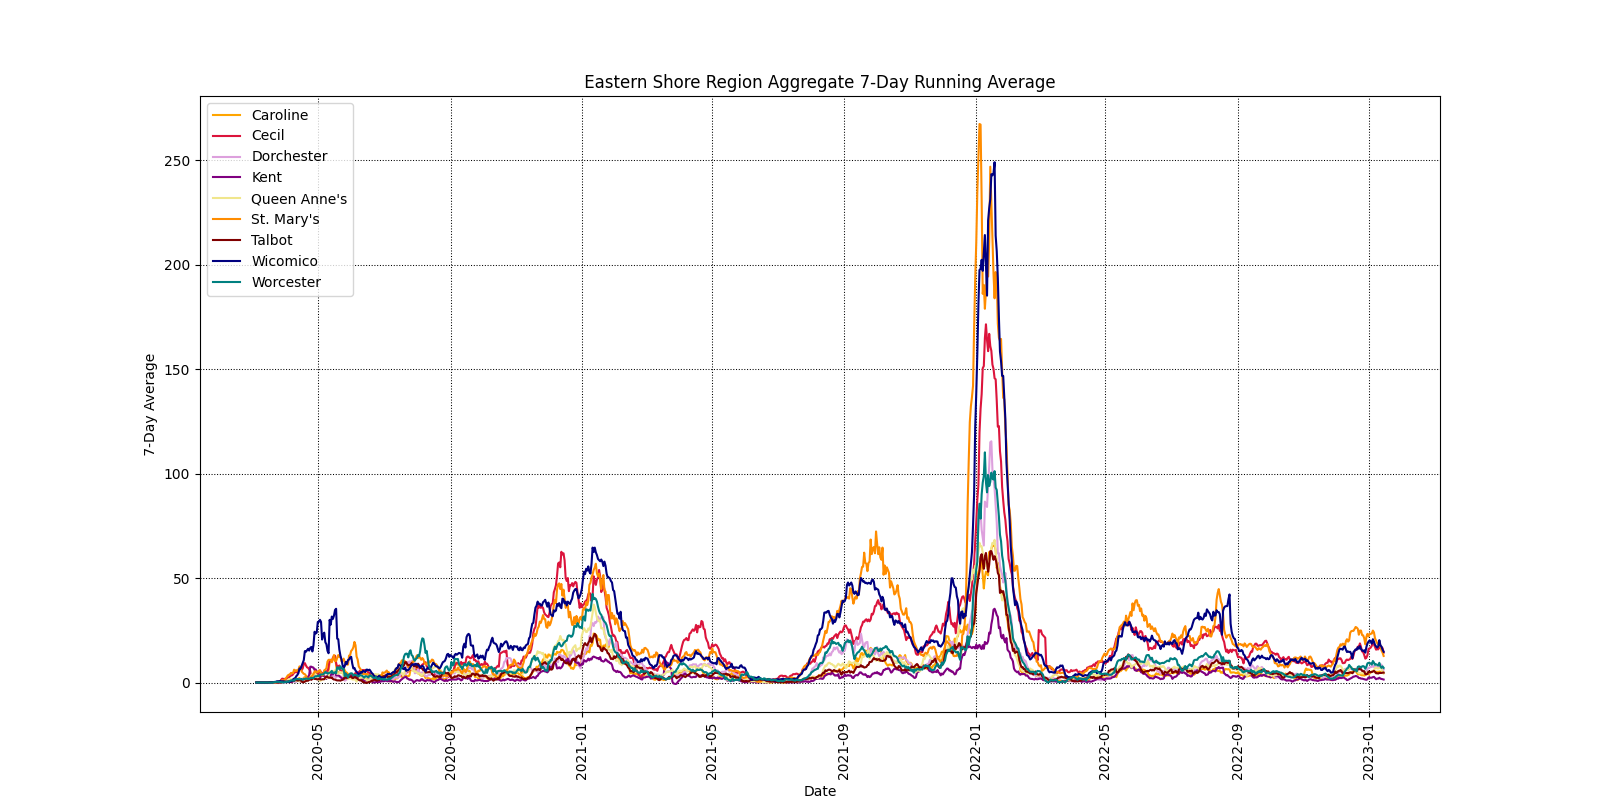 Eastern Shore Region Aggregate 7-Day Running Average
Caroline
Cecil
Dorchester
Kent
Queen Anne's
St. Mary's
Talbot
Wicomico
Worcester
7-Day Average
250
200
150
100
50
0
2020-05
2020-09
2021-01
2021-05
2021-09
2022-01
2022-05
2022-09
2023-01
Date